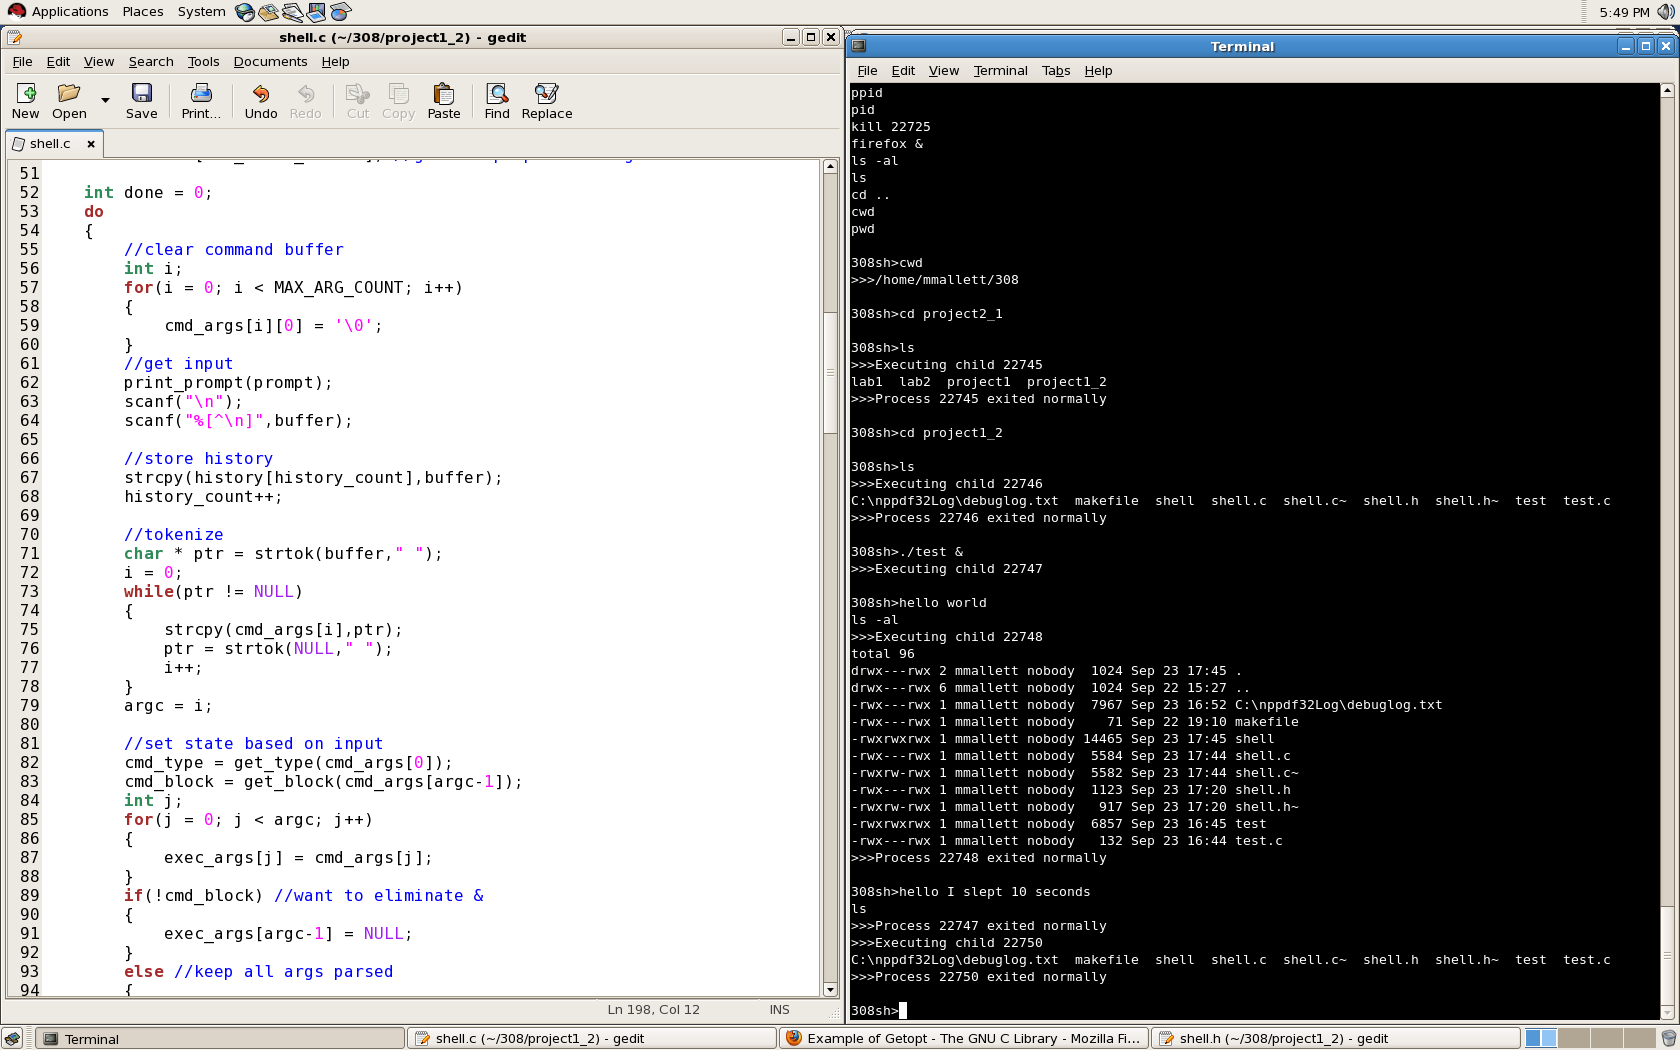 Applications Places System
5:49 PM
shell.c (~/308/project1_2) - gedit
File Edit View Search Tools Documents Help
New Open Save Print... Undo Redo Cut Copy Paste Find Replace
shell.c
51
52     int done = 0;
53     do
54     {
55         //clear command buffer
56         int i;
57         for(i = 0; i < MAX_ARG_COUNT; i++)
58         {
59             cmd_args[i][0] = '\0';
60         }
61         //get input
62         print_prompt(prompt);
63         scanf("\n");
64         scanf("%[^\n]",buffer);
65
66         //store history
67         strcpy(history[history_count],buffer);
68         history_count++;
69
70         //tokenize
71         char * ptr = strtok(buffer," ");
72         i = 0;
73         while(ptr != NULL)
74         {
75             strcpy(cmd_args[i],ptr);
76             ptr = strtok(NULL," ");
77             i++;
78         }
79         argc = i;
80
81         //set state based on input
82         cmd_type = get_type(cmd_args[0]);
83         cmd_block = get_block(cmd_args[argc-1]);
84         int j;
85         for(j = 0; j < argc; j++)
86         {
87             exec_args[j] = cmd_args[j];
88         }
89         if(!cmd_block) //want to eliminate &
90         {
91             exec_args[argc-1] = NULL;
92         }
93         else //keep all args parsed
94         {
Ln 198, Col 12 INS
Terminal
File Edit View Terminal Tabs Help
ppid
pid
kill 22725
firefox &
ls -al
ls
cd ..
cwd
pwd
308sh>cwd
>>>/home/mmallett/308
308sh>cd project2_1
308sh>ls
>>>Executing child 22745
lab1  lab2  project1  project1_2
>>>Process 22745 exited normally
308sh>cd project1_2
308sh>ls
>>>Executing child 22746
C:\nppdf32Log\debuglog.txt  makefile  shell  shell.c  shell.c~  shell.h  shell.h~  test  test.c
>>>Process 22746 exited normally
308sh>./test &
>>>Executing child 22747
308sh>hello world
ls -al
>>>Executing child 22748
total 96
drwx---rwx 2 mmallett nobody  1024 Sep 23 17:45 .
drwx---rwx 6 mmallett nobody  1024 Sep 22 15:27 ..
-rwx---rwx 1 mmallett nobody  7967 Sep 23 16:52 C:\nppdf32Log\debuglog.txt
-rwx---rwx 1 mmallett nobody    71 Sep 22 19:10 makefile
-rwxrwxrwx 1 mmallett nobody 14465 Sep 23 17:45 shell
-rwx---rwx 1 mmallett nobody  5584 Sep 23 17:44 shell.c
-rwxrw-rwx 1 mmallett nobody  5582 Sep 23 17:44 shell.c~
-rwx---rwx 1 mmallett nobody  1123 Sep 23 17:20 shell.h
-rwxrw-rwx 1 mmallett nobody   917 Sep 23 17:20 shell.h~
-rwxrwxrwx 1 mmallett nobody  6857 Sep 23 16:45 test
-rwx---rwx 1 mmallett nobody   132 Sep 23 16:44 test.c
>>>Process 22748 exited normally
308sh>hello I slept 10 seconds
ls
>>>Process 22747 exited normally
>>>Executing child 22750
C:\nppdf32Log\debuglog.txt  makefile  shell  shell.c  shell.c~  shell.h  shell.h~  test  test.c
>>>Process 22750 exited normally
308sh>
Terminal
shell.c (~/308/project1_2) - gedit
Example of Getopt - The GNU C Library - Mozilla Fi...
shell.h (~/308/project1_2) - gedit